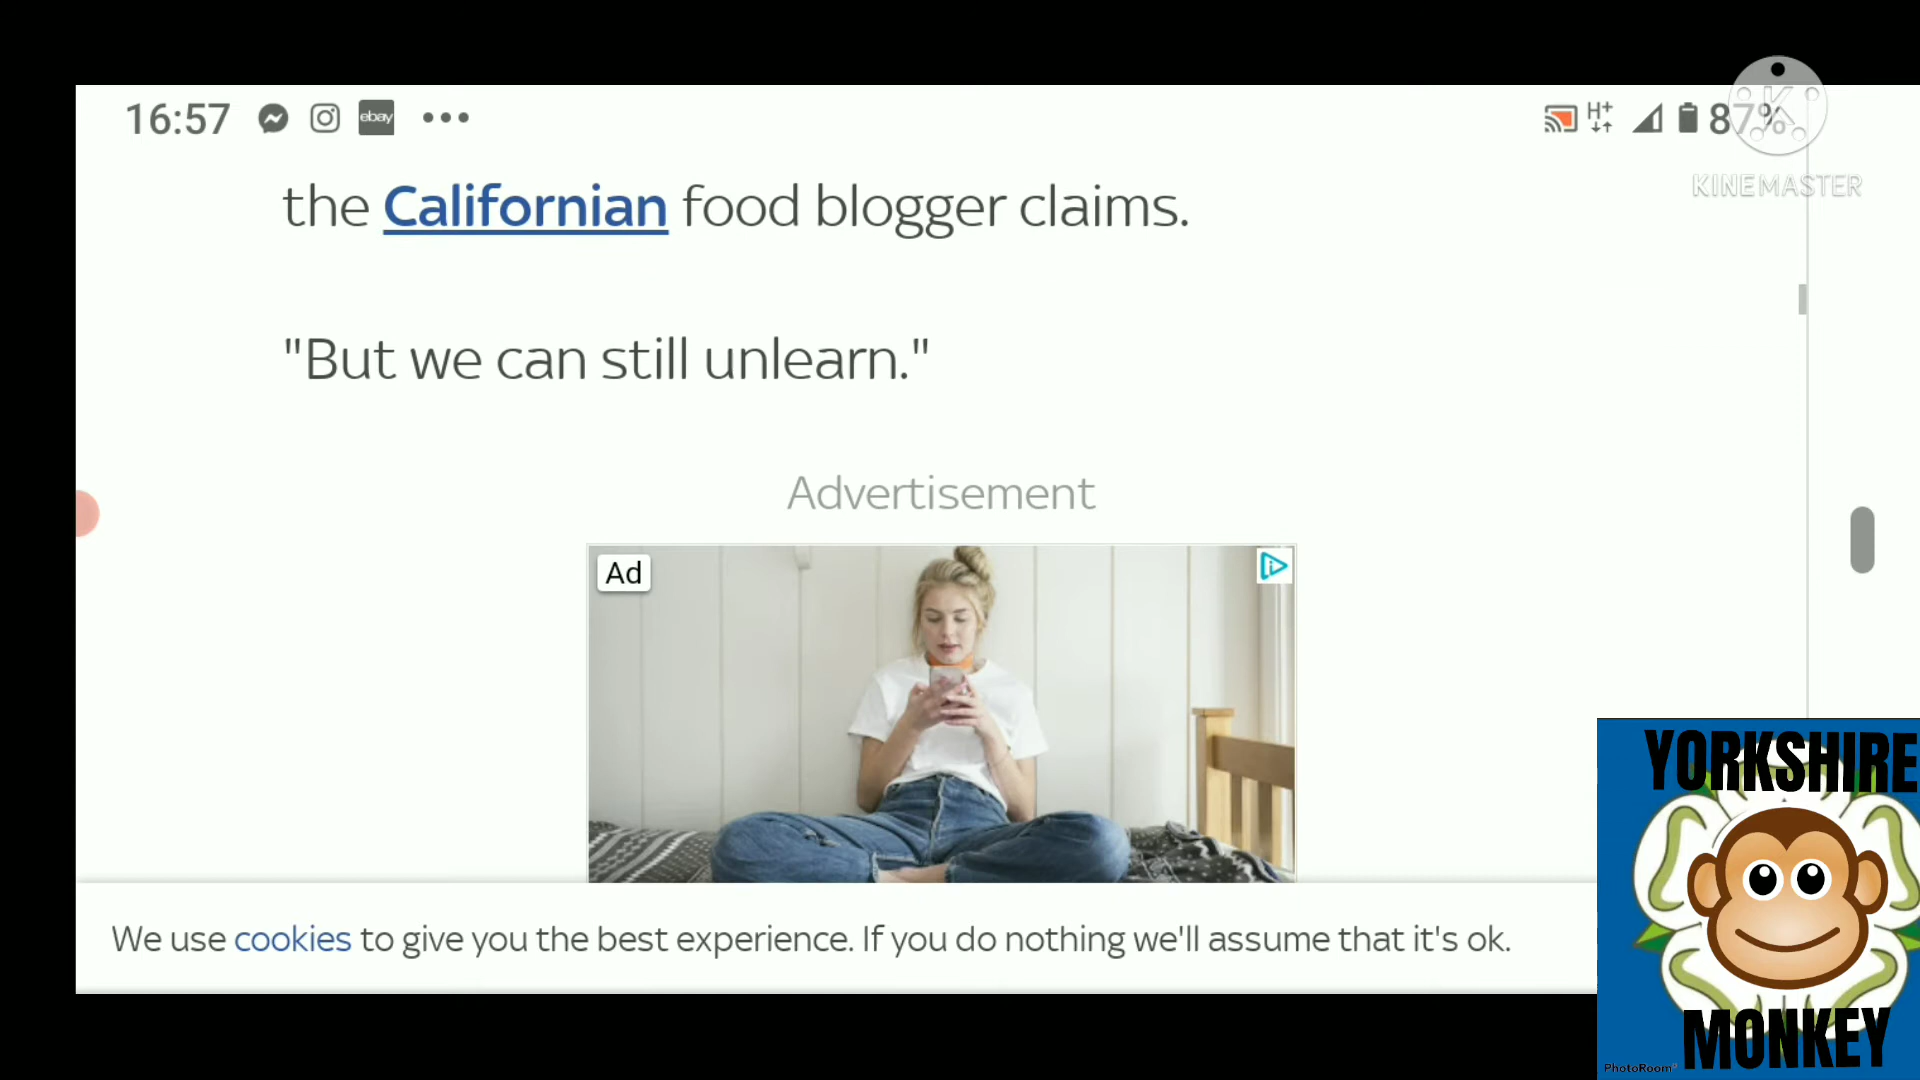 16:57 ebay H+ 87%
KINEMASTER
the Californian food blogger claims.
"But we can still unlearn."
Advertisement
Ad
We use cookies to give you the best experience. If you do nothing we'll assume that it's ok.
YORKSHIRE
MONKEY
PhotoRoom